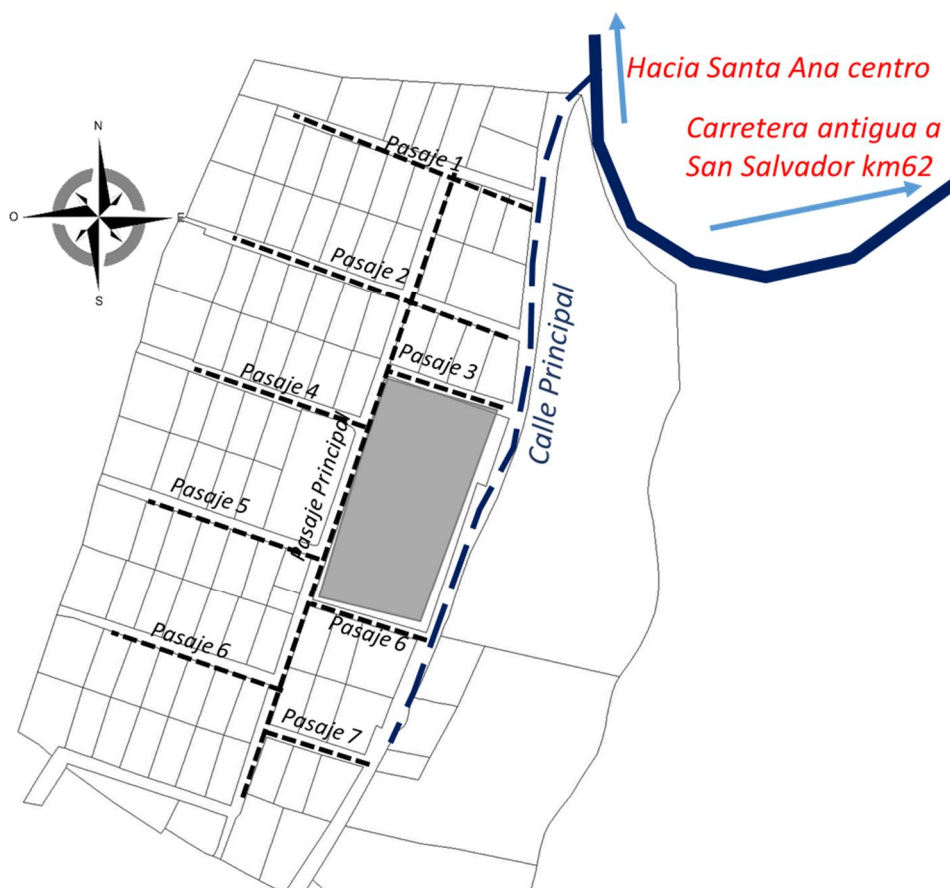 Hacia Santa Ana centro
Carretera antigua a
San Salvador km62
N
O
E
S
Pasaje 1
Pasaje 2
Pasaje 3
Pasaje 4
Calle Principal
Pasaje Principal
Pasaje 5
Pasaje 6
Pasaje 6
Pasaje 7